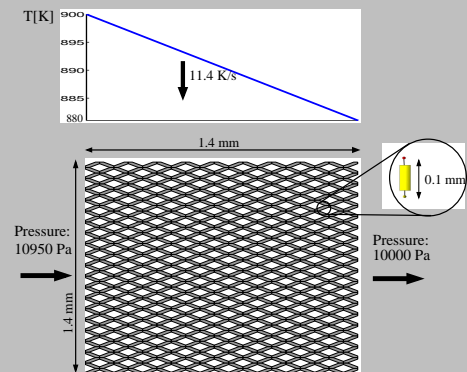 T[K]
900
895
890
885
880
11.4 K/s
1.4 mm
0.1 mm
Pressure:
10950 Pa
Pressure:
10000 Pa
1.4 mm